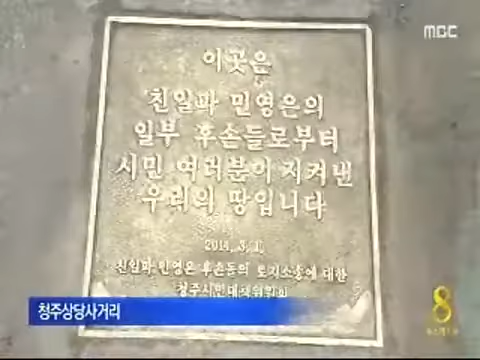 MBC
이곳은
친일파 민영은의
일부 후손들로부터
시민 여러분이 지켜낸
우리의 땅입니다
2014. 3. 1.
친일파 민영은 후손들의 토지소송에 대한
청주시민대책위원회
청주상당사거리
8